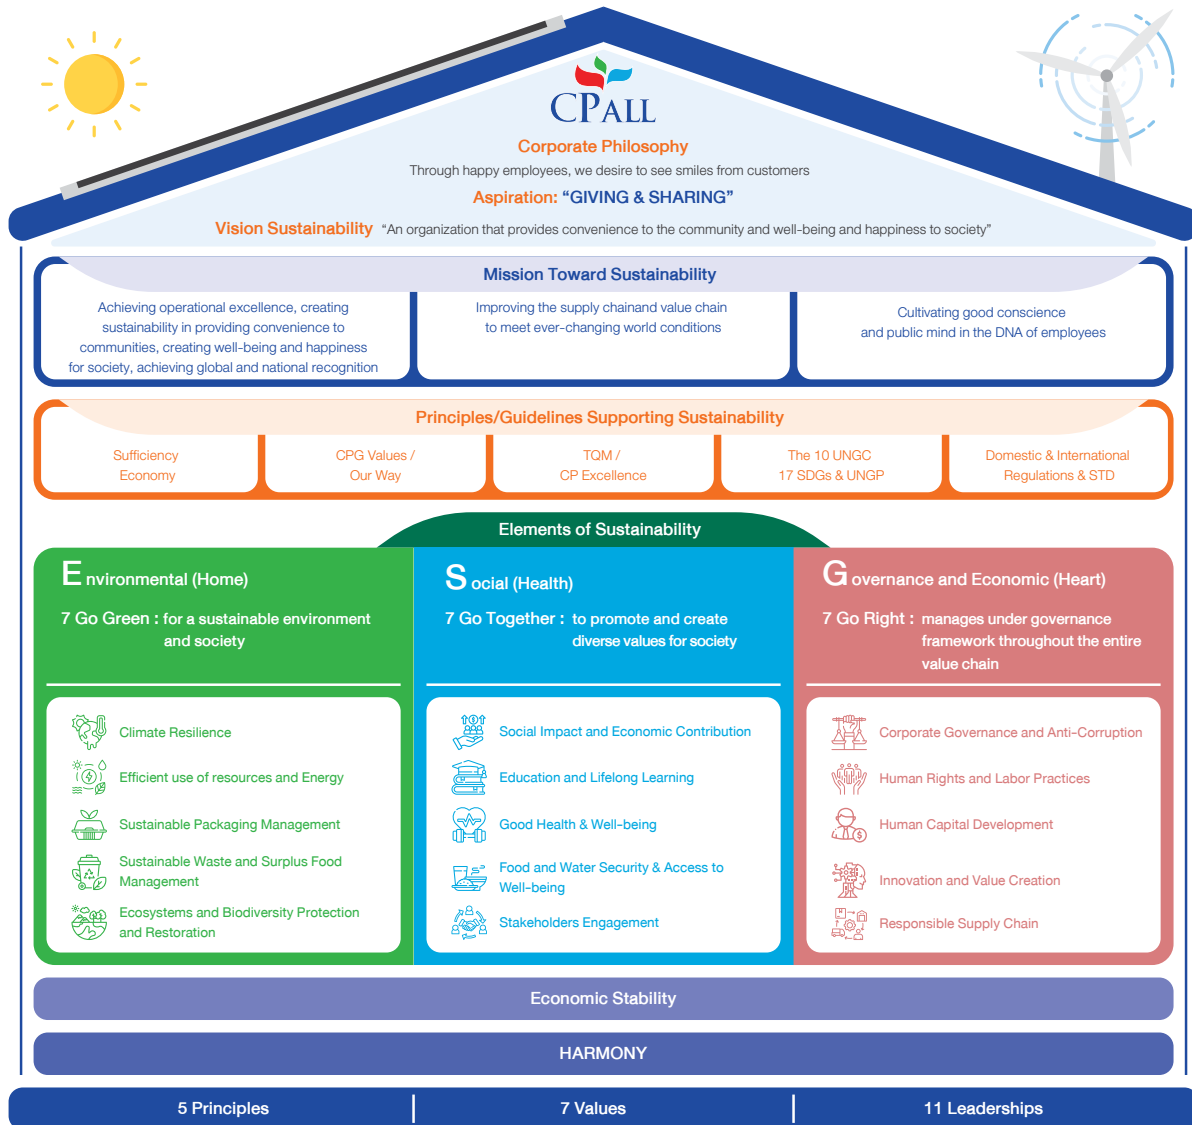 CPALL
Corporate Philosophy
Through happy employees, we desire to see smiles from customers
Aspiration: “GIVING & SHARING”
Vision Sustainability “An organization that provides convenience to the community and well-being and happiness to society”
Mission Toward Sustainability
Achieving operational excellence, creating
sustainability in providing convenience to
communities, creating well-being and happiness
for society, achieving global and national recognition
Improving the supply chainand value chain
to meet ever-changing world conditions
Cultivating good conscience
and public mind in the DNA of employees
Principles/Guidelines Supporting Sustainability
Sufficiency
Economy
CPG Values /
Our Way
TQM /
CP Excellence
The 10 UNGC
17 SDGs & UNGP
Domestic & International
Regulations & STD
Elements of Sustainability
Environmental (Home)
7 Go Green : for a sustainable environment
and society
Climate Resilience
Efficient use of resources and Energy
Sustainable Packaging Management
Sustainable Waste and Surplus Food
Management
Ecosystems and Biodiversity Protection
and Restoration
Social (Health)
7 Go Together : to promote and create
diverse values for society
Social Impact and Economic Contribution
Education and Lifelong Learning
Good Health & Well-being
Food and Water Security & Access to
Well-being
Stakeholders Engagement
Governance and Economic (Heart)
7 Go Right : manages under governance
framework throughout the entire
value chain
Corporate Governance and Anti-Corruption
Human Rights and Labor Practices
Human Capital Development
Innovation and Value Creation
Responsible Supply Chain
Economic Stability
HARMONY
5 Principles
7 Values
11 Leaderships